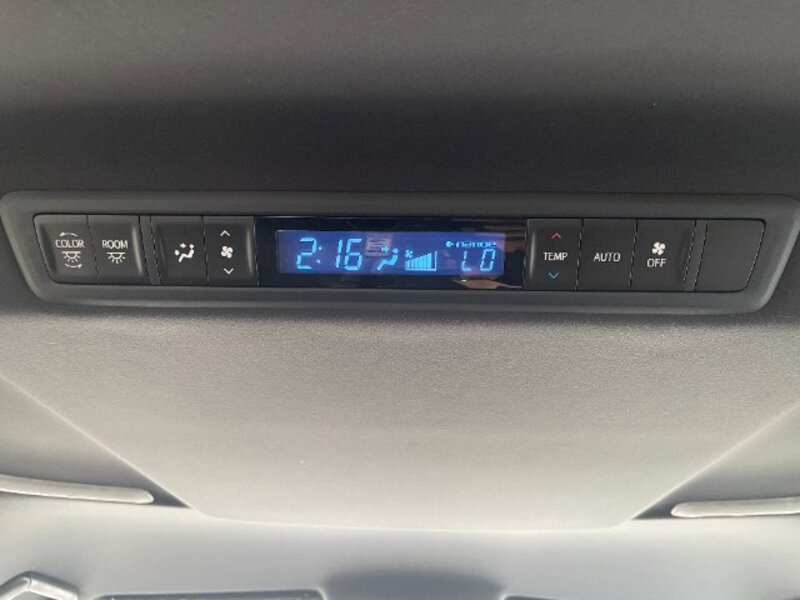 COLOR
ROOM
2:16
nanoe
LO
TEMP
AUTO
OFF